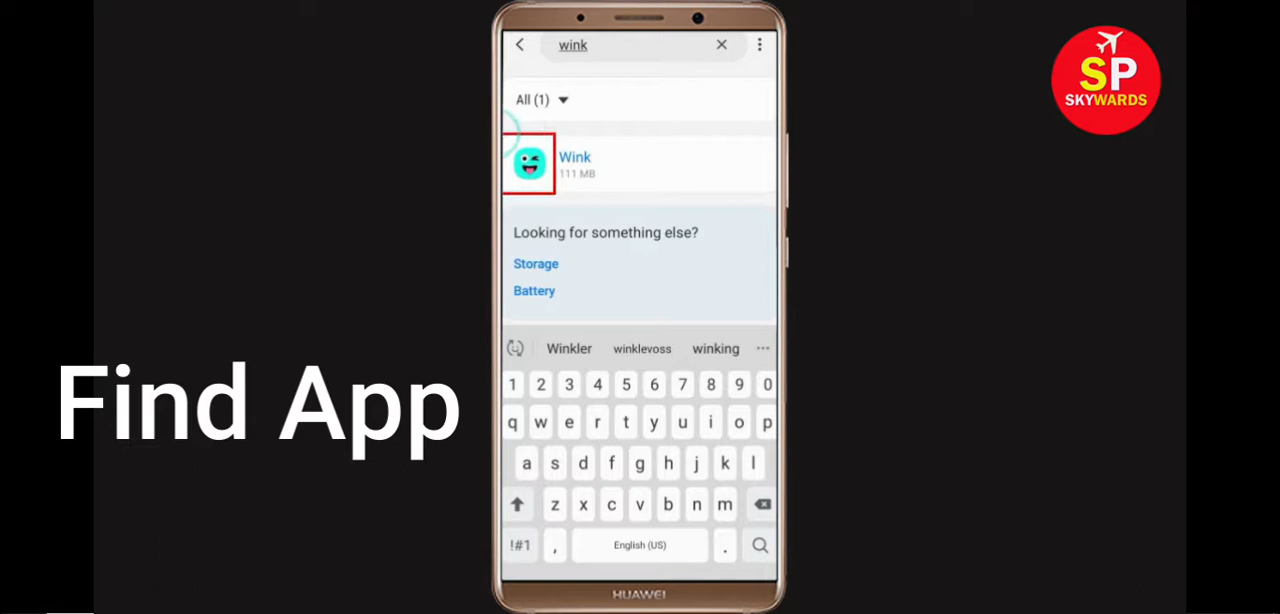 wink
SP
SKYWARDS
All (1)
Wink
111 MB
Looking for something else?
Storage
Battery
Find App
Winkler winklevoss winking ...
1 2 3 4 5 6 7 8 9 0
q w e r t y u i o p
a s d f g h j k l
z x c v b n m
!#1 , English (US) .
HUAWEI